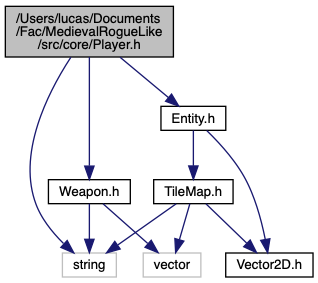 /Users/lucas/Documents
/Fac/MedievalRogueLike
/src/core/Player.h
Entity.h
Weapon.h
TileMap.h
string
vector
Vector2D.h